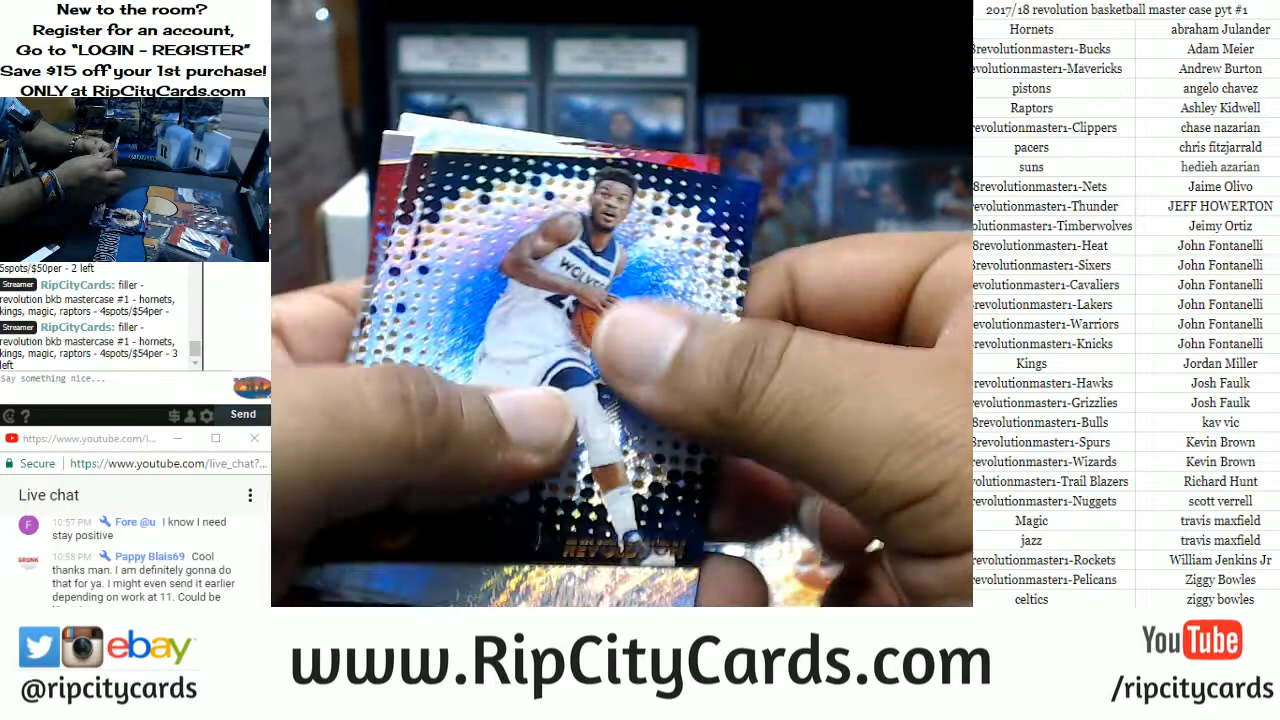 New to the room?
Register for an account,
Go to “LOGIN - REGISTER”
Save $15 off your 1st purchase!
ONLY at RipCityCards.com
5spots/$50per - 2 left
Streamer RipCityCards: filler -
revolution bkb mastercase #1 - hornets,
kings, magic, raptors - 4spots/$54per -
Streamer RipCityCards: filler -
revolution bkb mastercase #1 - hornets,
kings, magic, raptors - 4spots/$54per - 3
left
Say something nice...
Send
https://www.youtube.com/l...
Secure https://www.youtube.com/live_chat?...
Live chat
F 10:57 PM Fore @u I know I need
stay positive
10:58 PM Pappy Blais69 Cool
thanks man. I am definitely gonna do
that for ya. I might even send it earlier
depending on work at 11. Could be
WOLVES
REVOLUTION
2017/18 revolution basketball master case pyt #1
Hornets abraham Julander
8revolutionmaster1-Bucks Adam Meier
evolutionmaster1-Mavericks Andrew Burton
pistons angelo chavez
Raptors Ashley Kidwell
revolutionmaster1-Clippers chase nazarian
pacers chris fitzjarrald
suns hedieh azarian
8revolutionmaster1-Nets Jaime Olivo
revolutionmaster1-Thunder JEFF HOWERTON
olutionmaster1-Timberwolves Jeimy Ortiz
8revolutionmaster1-Heat John Fontanelli
revolutionmaster1-Sixers John Fontanelli
revolutionmaster1-Cavaliers John Fontanelli
revolutionmaster1-Lakers John Fontanelli
revolutionmaster1-Warriors John Fontanelli
revolutionmaster1-Knicks John Fontanelli
Kings Jordan Miller
revolutionmaster1-Hawks Josh Faulk
revolutionmaster1-Grizzlies Josh Faulk
8revolutionmaster1-Bulls kav vic
revolutionmaster1-Spurs Kevin Brown
revolutionmaster1-Wizards Kevin Brown
olutionmaster1-Trail Blazers Richard Hunt
revolutionmaster1-Nuggets scott verrell
Magic travis maxfield
jazz travis maxfield
revolutionmaster1-Rockets William Jenkins Jr
revolutionmaster1-Pelicans Ziggy Bowles
celtics ziggy bowles
ebay
@ripcitycards
www.RipCityCards.com
YouTube
/ripcitycards